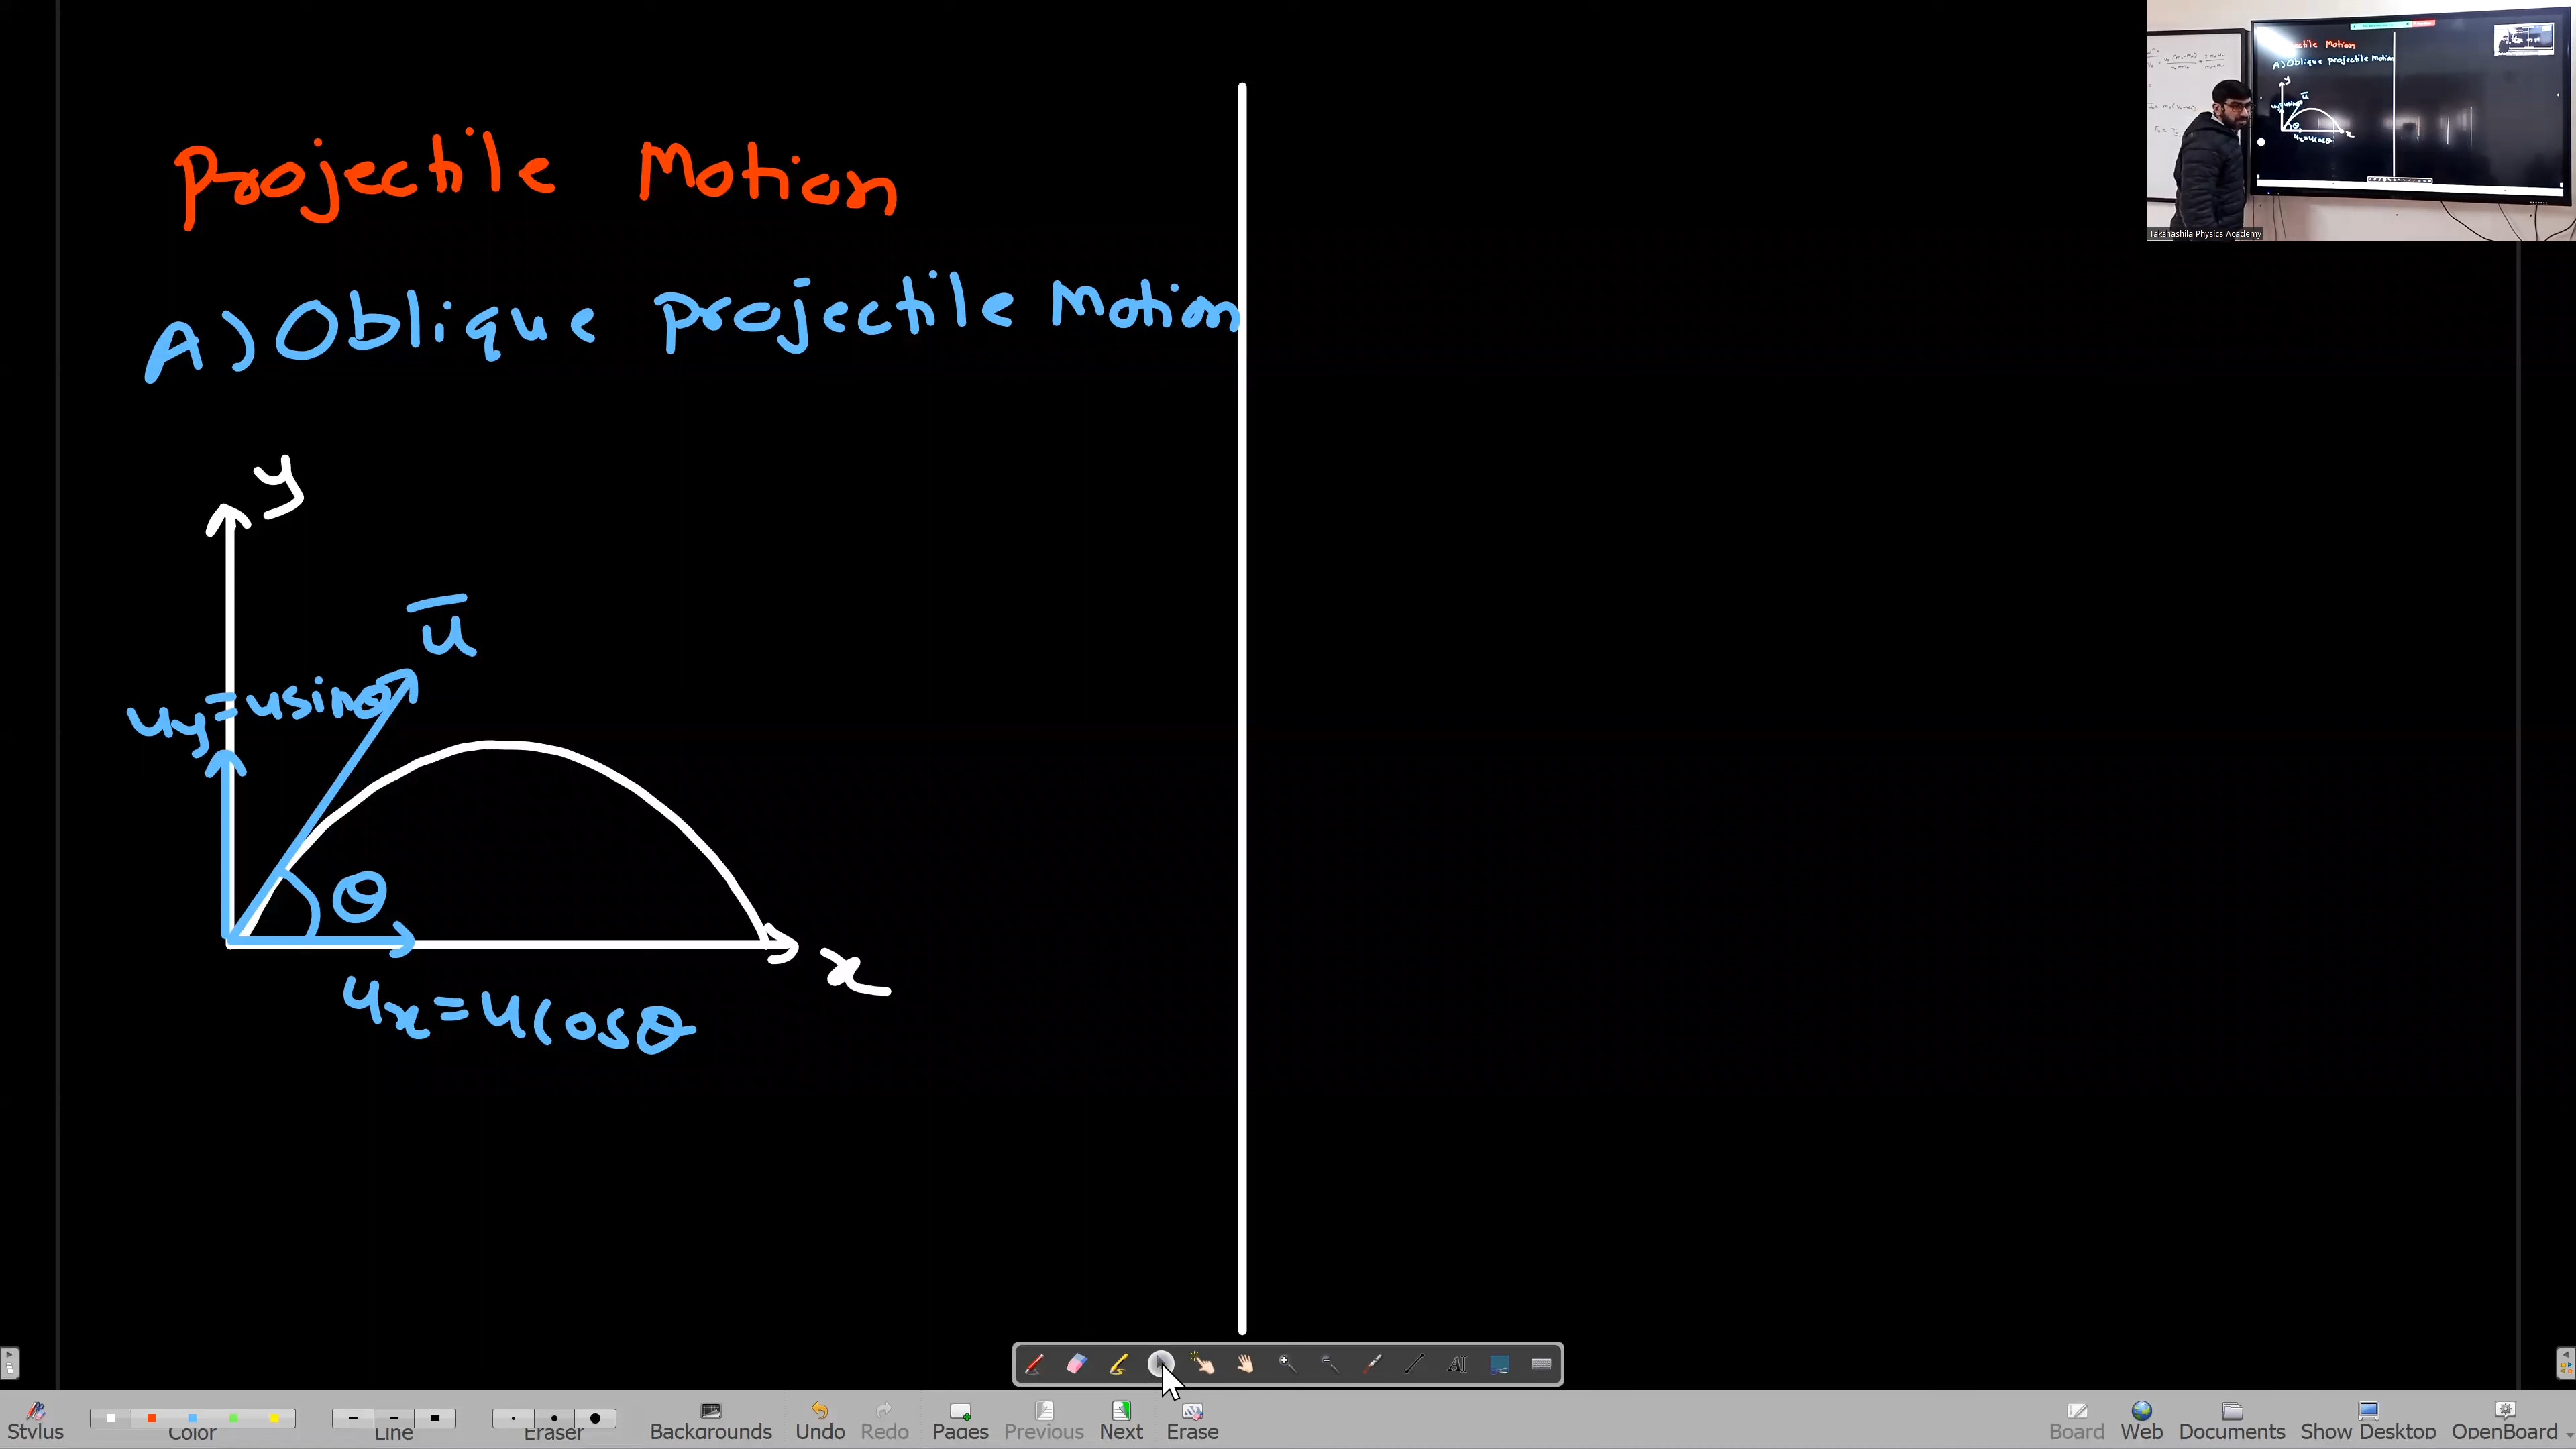 Projectile Motion
A) Oblique projectile Motion
y
u̅
uy = usinθ
θ
x
ux = ucosθ
Takshashila Physics Academy
Stylus
Color
Line
Eraser
Backgrounds
Undo
Redo
Pages
Previous
Next
Erase
Board
Web
Documents
Show Desktop
OpenBoard